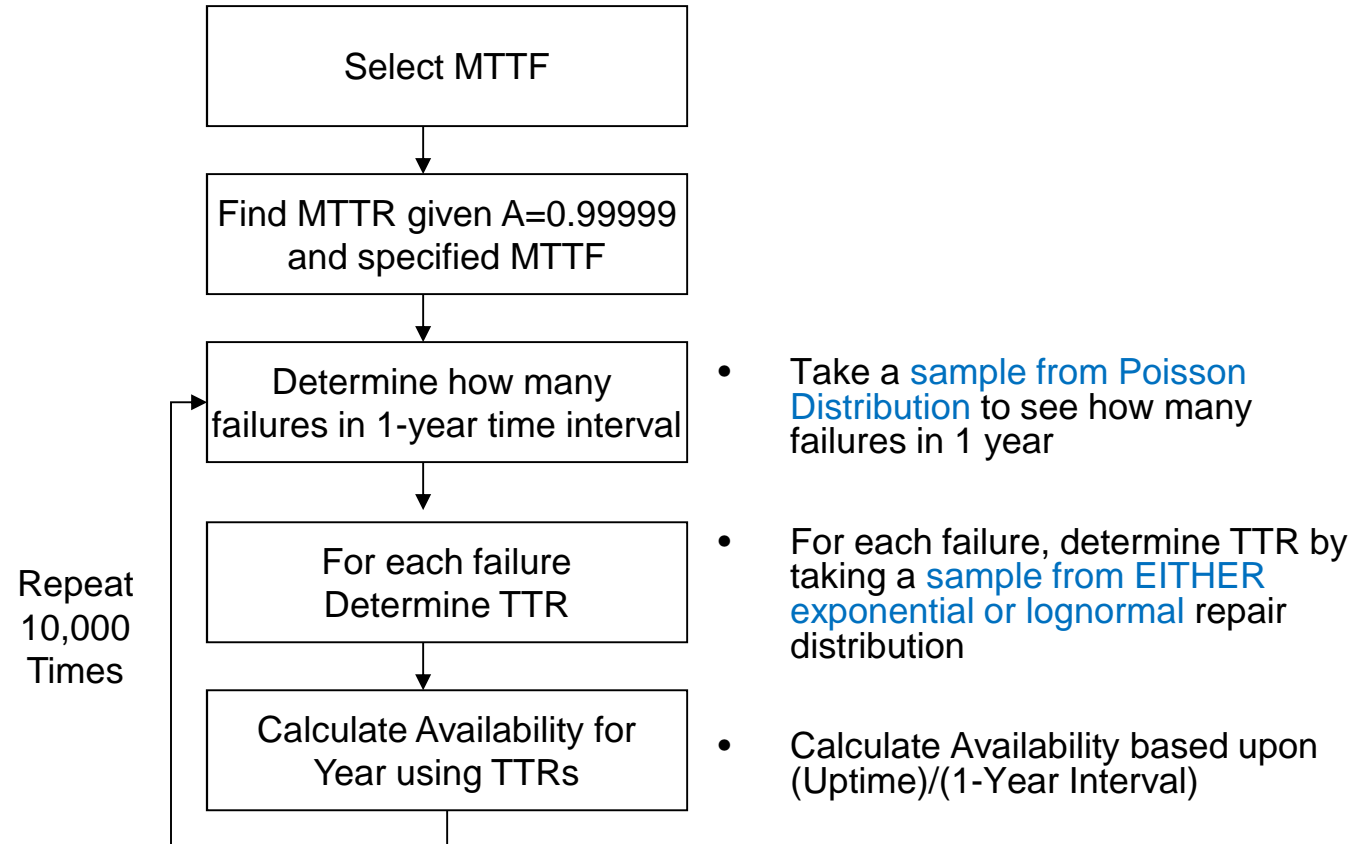 Select MTTF
Find MTTR given A=0.99999
and specified MTTF
Determine how many
failures in 1-year time interval
• Take a sample from Poisson
Distribution to see how many
failures in 1 year
For each failure
Determine TTR
• For each failure, determine TTR by
taking a sample from EITHER
exponential or lognormal repair
distribution
Repeat
10,000
Times
Calculate Availability for
Year using TTRs
• Calculate Availability based upon
(Uptime)/(1-Year Interval)